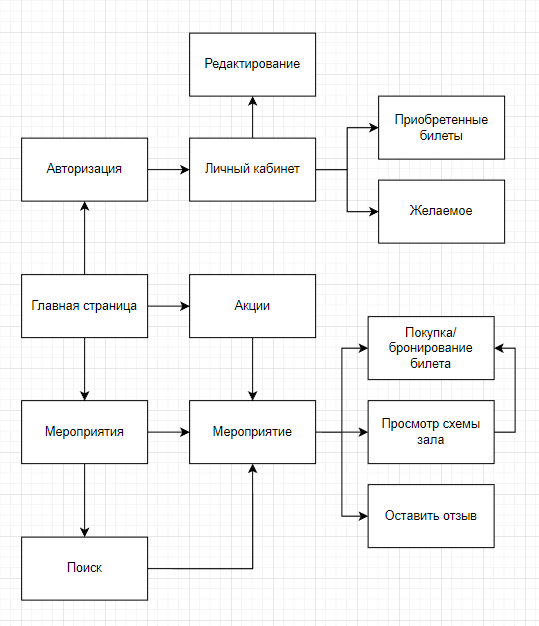 Редактирование
Приобретенные
билеты
Авторизация
Личный кабинет
Желаемое
Главная страница
Акции
Покупка/
бронирование
билета
Мероприятия
Мероприятие
Просмотр схемы
зала
Оставить отзыв
Поиск